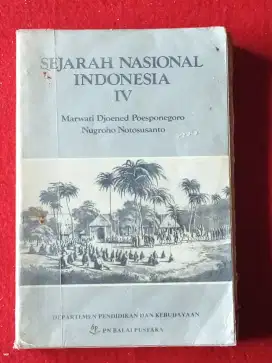 SEJARAH NASIONAL
INDONESIA
IV
Marwati Djoened Poesponegoro
Nugroho Notosusanto
DEPARTEMEN PENDIDIKAN DAN KEBUDAYAAN
PN BALAI PUSTAKA